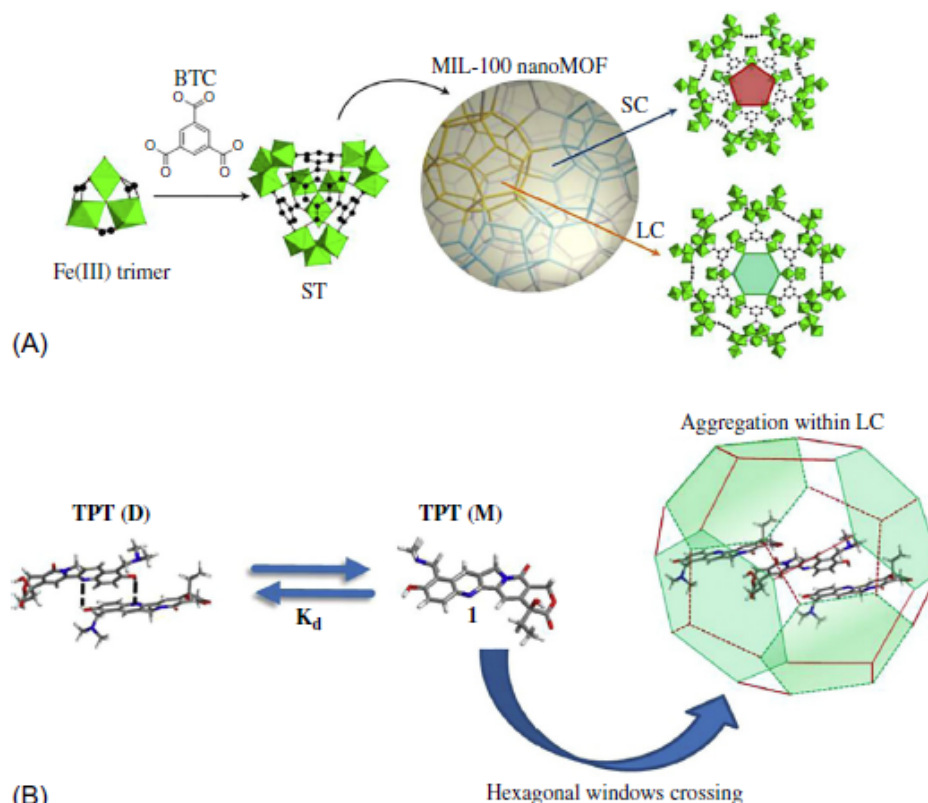 BTC
O
O
O
O
O
O
Fe(III) trimer
ST
MIL-100 nanoMOF
SC
LC
(A)
Aggregation within LC
TPT (D)
TPT (M)
Kd
1
Hexagonal windows crossing
(B)